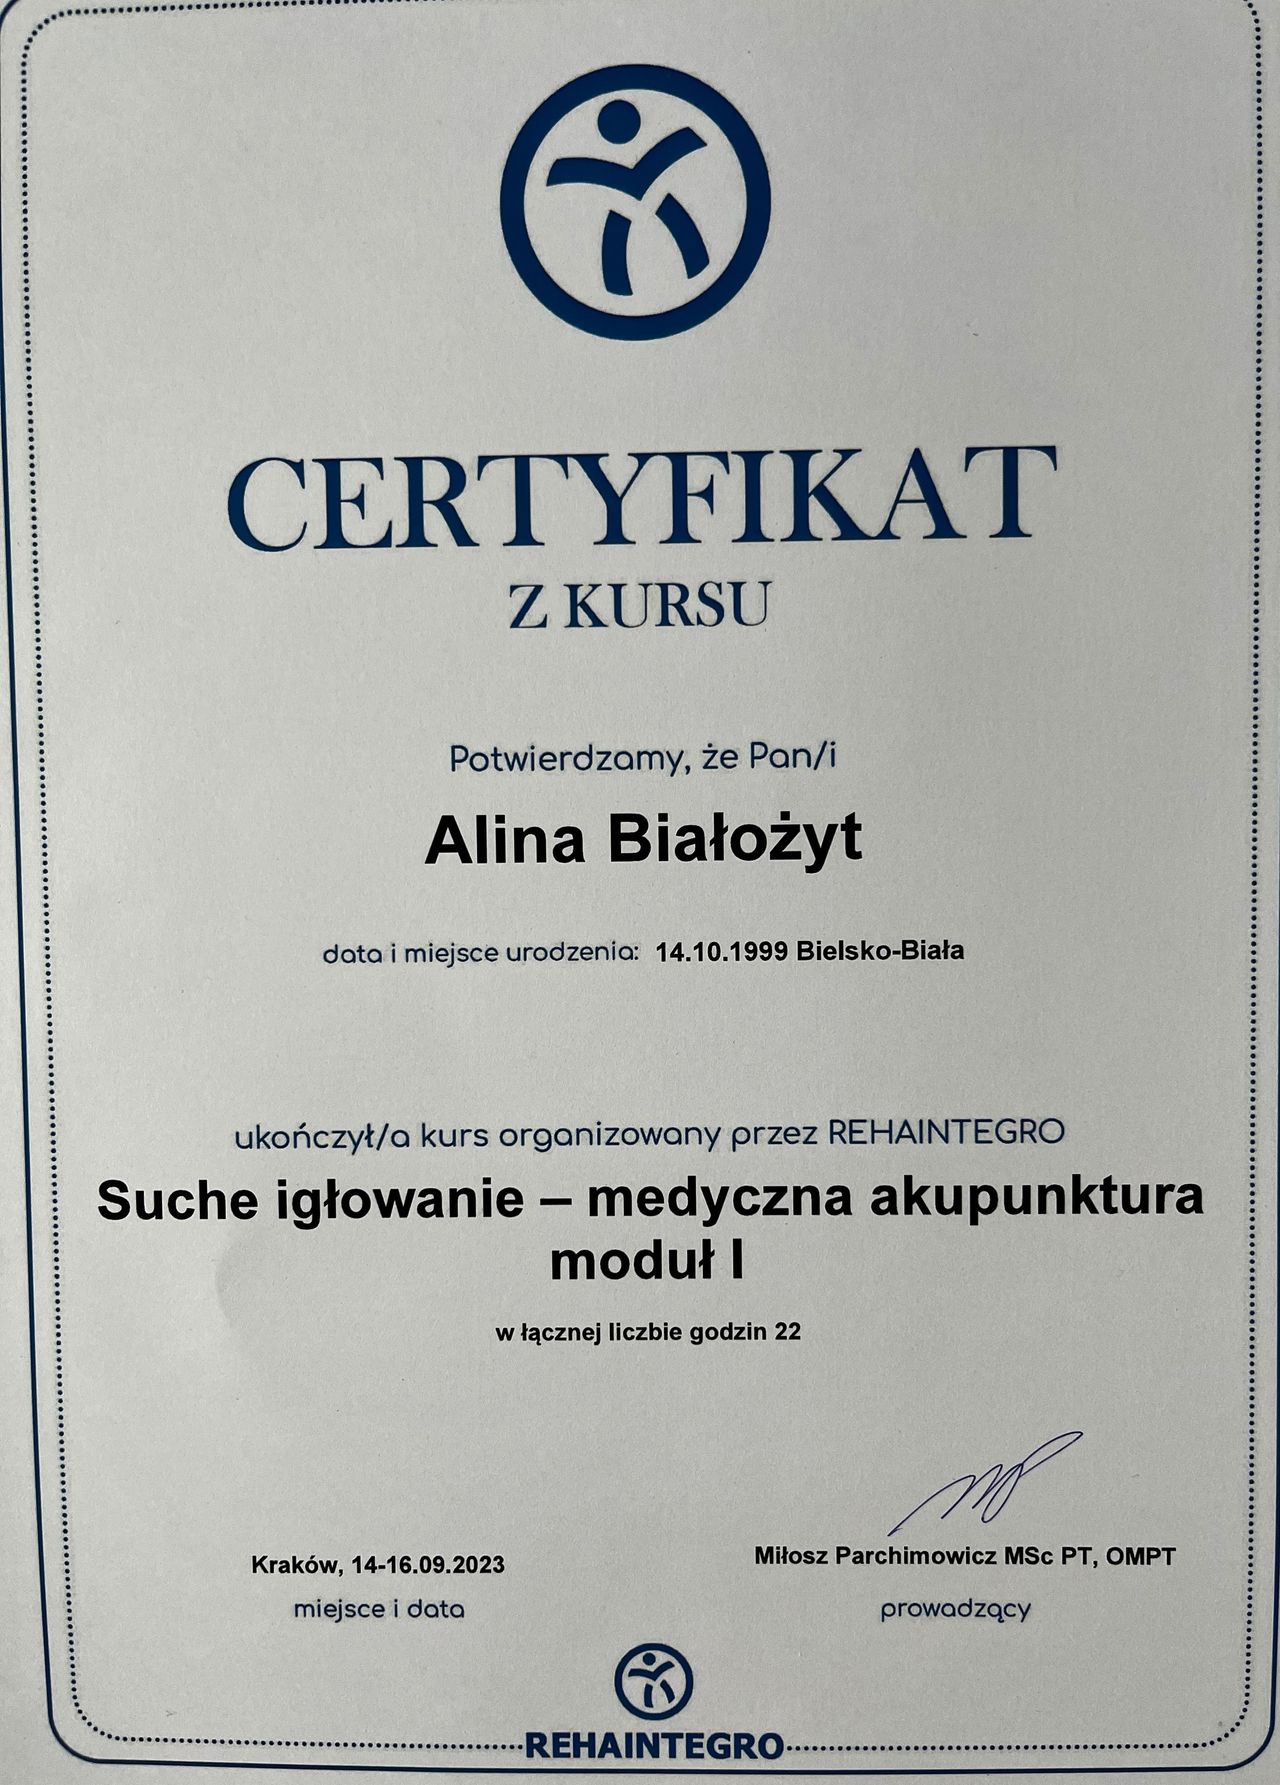 CERTYFIKAT
Z KURSU
Potwierdzamy, że Pan/i
Alina Białożyt
data i miejsce urodzenia: 14.10.1999 Bielsko-Biała
ukończył/a kurs organizowany przez REHAINTEGRO
Suche igłowanie – medyczna akupunktura
moduł I
w łącznej liczbie godzin 22
Kraków, 14-16.09.2023
miejsce i data
Miłosz Parchimowicz MSc PT, OMPT
prowadzący
REHAINTEGRO